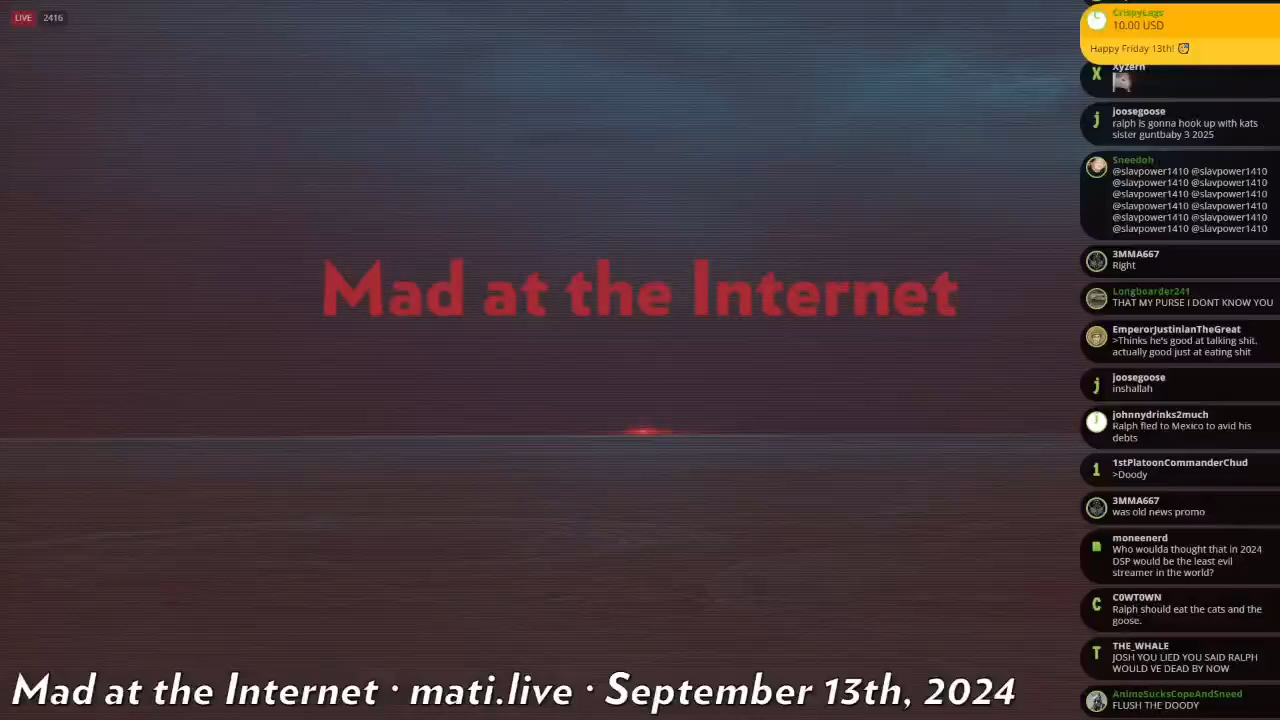 LIVE 2416
Mad at the Internet
Mad at the Internet · mati.live · September 13th, 2024
CrispyLegs
10.00 USD
Happy Friday 13th!
X Xyzern
j joosegoose
ralph is gonna hook up with kats
sister guntbaby 3 2025
Sneedoh
@slavpower1410 @slavpower1410
@slavpower1410 @slavpower1410
@slavpower1410 @slavpower1410
@slavpower1410 @slavpower1410
@slavpower1410 @slavpower1410
@slavpower1410 @slavpower1410
3MMA667
Right
Longboarder241
THAT MY PURSE I DONT KNOW YOU
EmperorJustinianTheGreat
>Thinks he's good at talking shit.
actually good just at eating shit
j joosegoose
inshallah
j johnnydrinks2much
Ralph fled to Mexico to avid his
debts
1 1stPlatoonCommanderChud
>Doody
3MMA667
was old news promo
moneenerd
Who woulda thought that in 2024
DSP would be the least evil
streamer in the world?
C C0WT0WN
Ralph should eat the cats and the
goose.
T THE_WHALE
JOSH YOU LIED YOU SAID RALPH
WOULD VE DEAD BY NOW
AnimeSucksCopeAndSneed
FLUSH THE DOODY